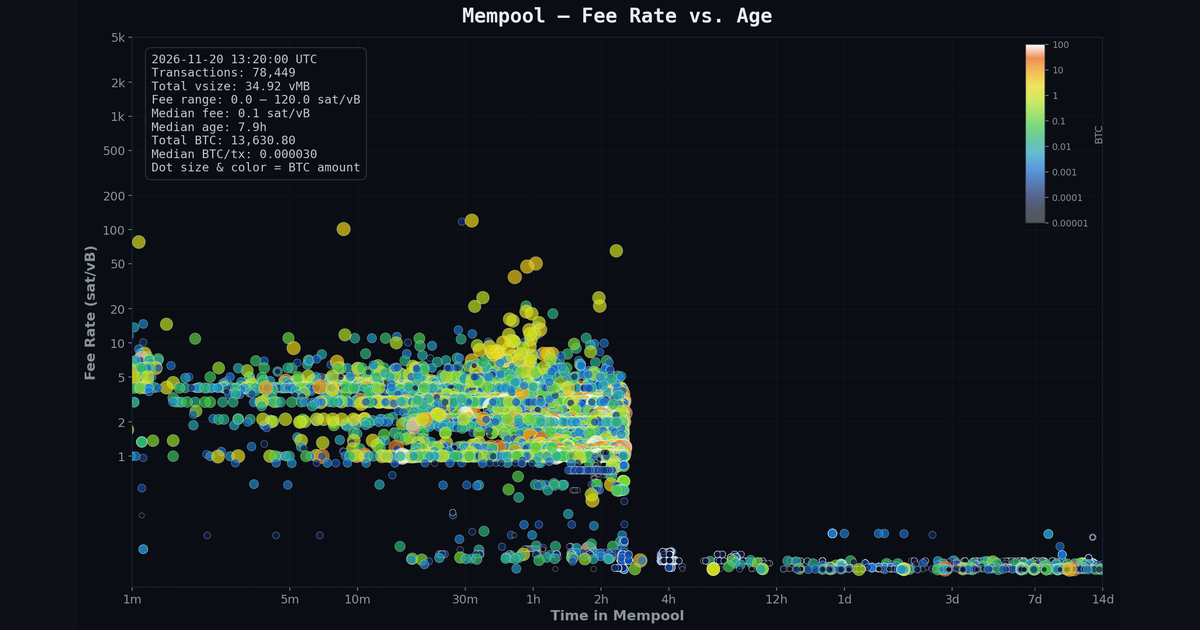 Mempool — Fee Rate vs. Age
2026-11-20 13:20:00 UTC
Transactions: 78,449
Total vsize: 34.92 vMB
Fee range: 0.0 — 120.0 sat/vB
Median fee: 0.1 sat/vB
Median age: 7.9h
Total BTC: 13,630.80
Median BTC/tx: 0.000030
Dot size & color = BTC amount
5k
2k
1k
500
200
100
50
20
10
5
2
1
Fee Rate (sat/vB)
100
10
1
0.1
0.01
0.001
0.0001
0.00001
BTC
1m
5m
10m
30m
1h
2h
4h
12h
1d
3d
7d
14d
Time in Mempool